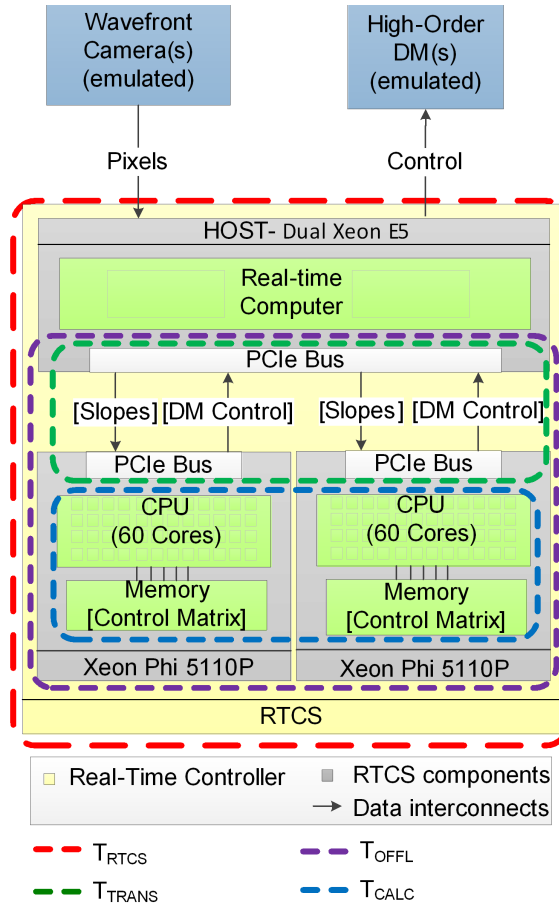 Wavefront
Camera(s)
(emulated)
High-Order
DM(s)
(emulated)
Pixels
Control
HOST- Dual Xeon E5
Real-time
Computer
PCIe Bus
[Slopes]
[DM Control]
[Slopes]
[DM Control]
PCIe Bus
PCIe Bus
CPU
(60 Cores)
CPU
(60 Cores)
Memory
[Control Matrix]
Memory
[Control Matrix]
Xeon Phi 5110P
Xeon Phi 5110P
RTCS
Real-Time Controller
RTCS components
Data interconnects
TRTCS
TOFFL
TTRANS
TCALC